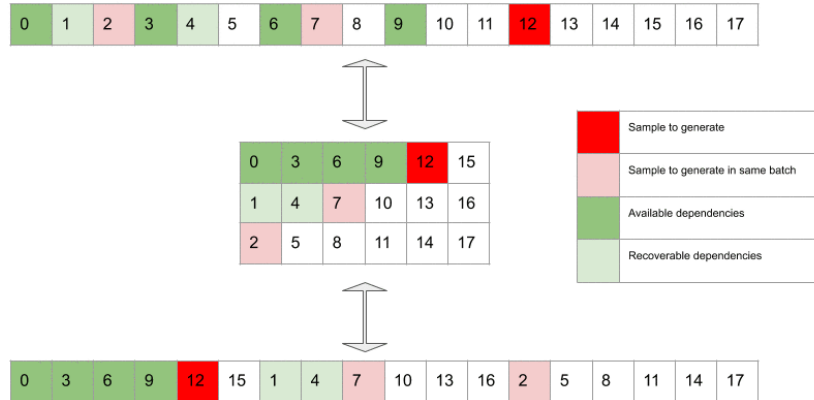 0 1 2 3 4 5 6 7 8 9 10 11 12 13 14 15 16 17
0 3 6 9 12 15
1 4 7 10 13 16
2 5 8 11 14 17
Sample to generate
Sample to generate in same batch
Available dependencies
Recoverable dependencies
0 3 6 9 12 15 1 4 7 10 13 16 2 5 8 11 14 17